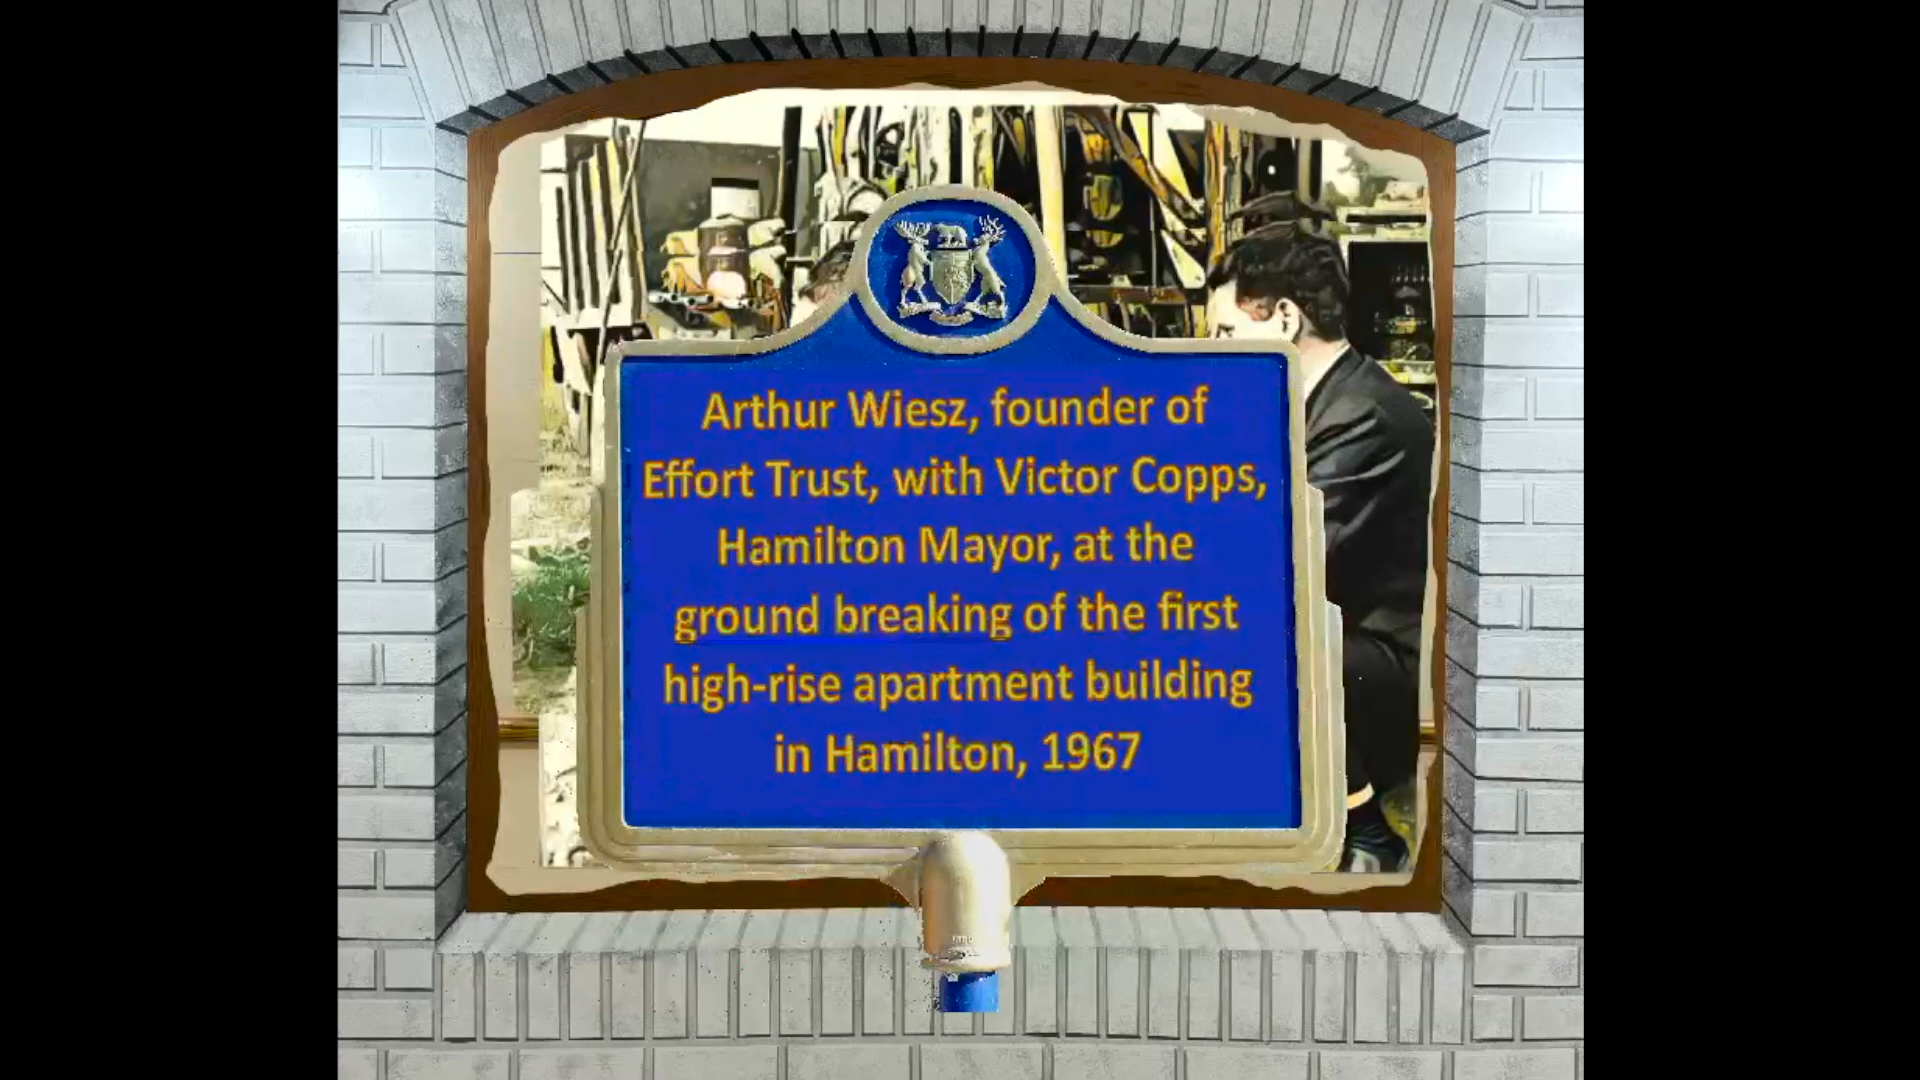 Arthur Wiesz, founder of
Effort Trust, with Victor Copps,
Hamilton Mayor, at the
ground breaking of the first
high-rise apartment building
in Hamilton, 1967